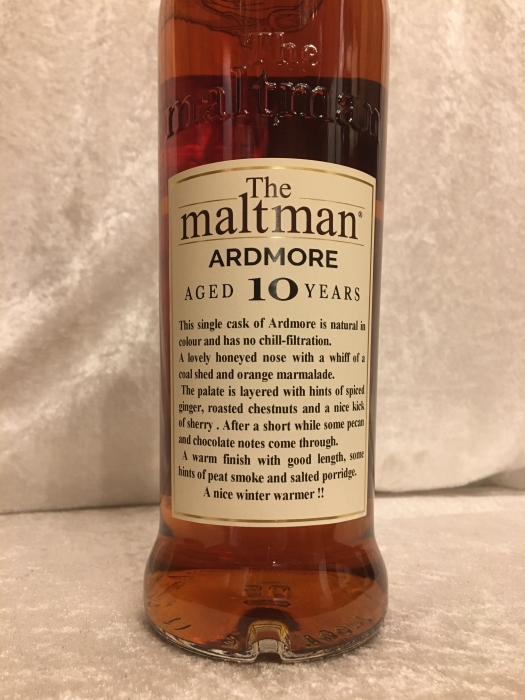 The
maltman
The
maltman®
ARDMORE
AGED 10 YEARS
This single cask of Ardmore is natural in
colour and has no chill-filtration.
A lovely honeyed nose with a whiff of a
coal shed and orange marmalade.
The palate is layered with hints of spiced
ginger, roasted chestnuts and a nice kick
of sherry . After a short while some pecan
and chocolate notes come through.
A warm finish with good length, some
hints of peat smoke and salted porridge.
A nice winter warmer !!